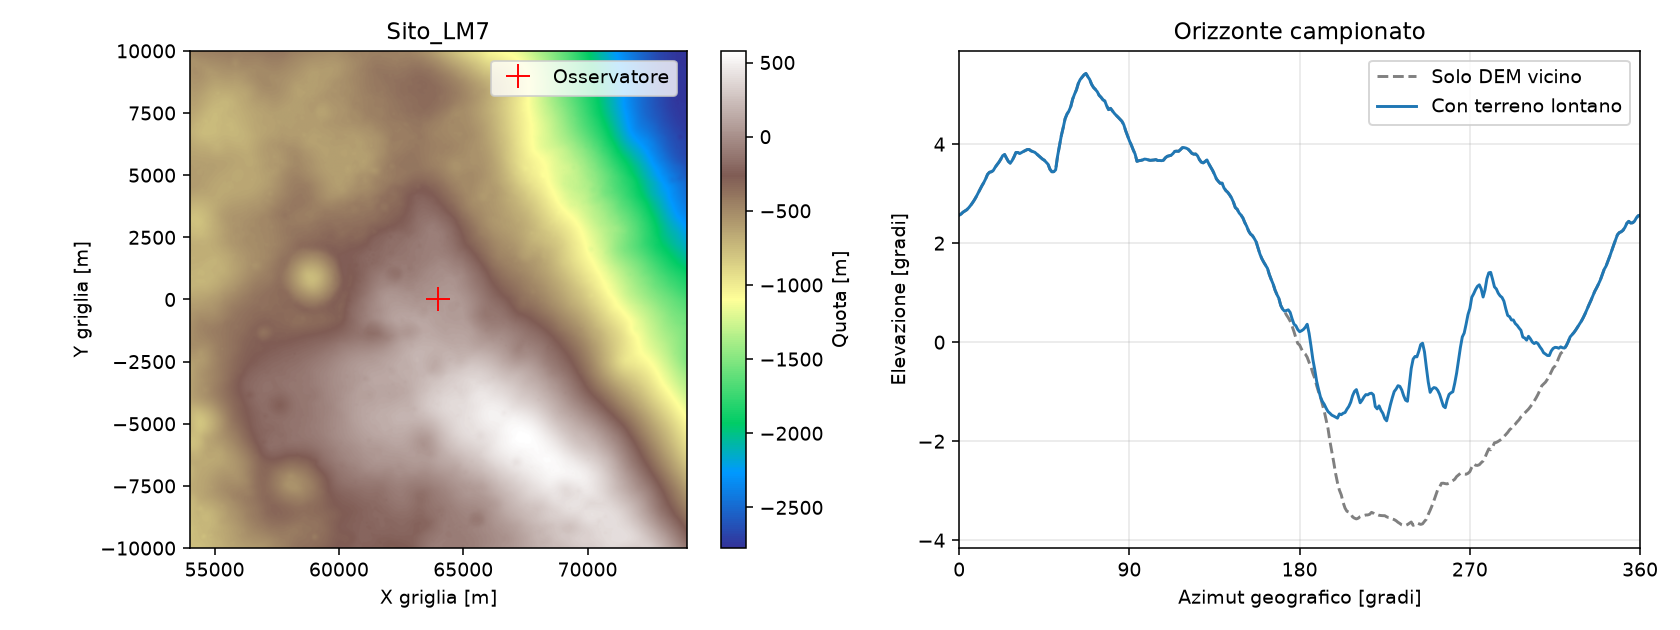 Sito_LM7
10000
7500
5000
2500
0
−2500
−5000
−7500
−10000
Y griglia [m]
55000 60000 65000 70000
X griglia [m]
Osservatore
500
0
−500
−1000
−1500
−2000
−2500
Quota [m]
Orizzonte campionato
Solo DEM vicino
Con terreno lontano
4
2
0
−2
−4
Elevazione [gradi]
0 90 180 270 360
Azimut geografico [gradi]